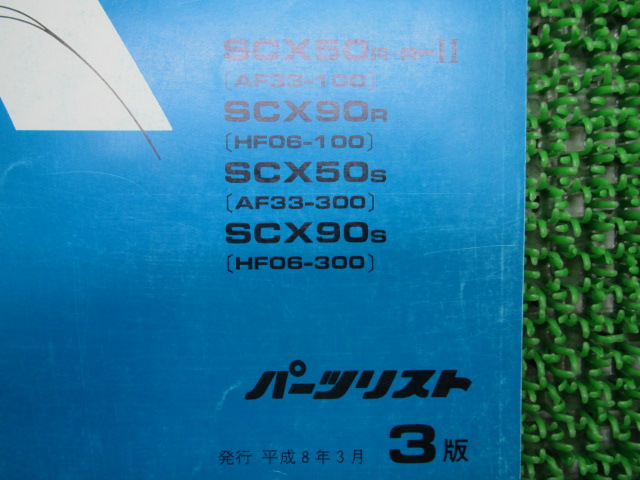 SCX50R・R-II
〔AF33-100〕
SCX90R
〔HF06-100〕
SCX50S
〔AF33-300〕
SCX90S
〔HF06-300〕
パーツリスト
発行 平成8年3月 3版